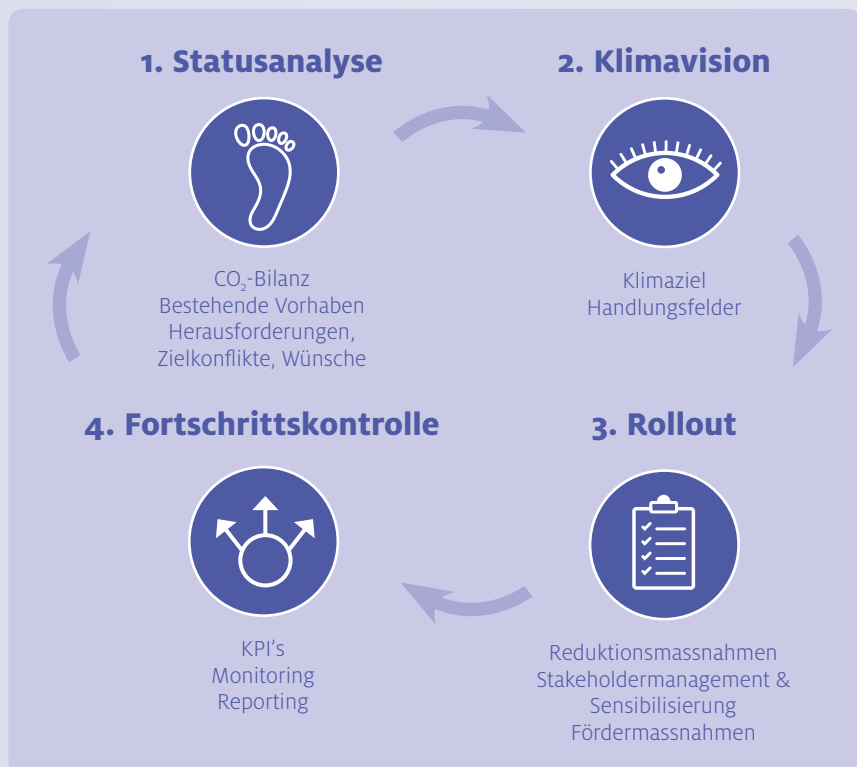 1. Statusanalyse
CO₂-Bilanz
Bestehende Vorhaben
Herausforderungen,
Zielkonflikte, Wünsche
2. Klimavision
Klimaziel
Handlungsfelder
3. Rollout
Reduktionsmassnahmen
Stakeholdermanagement &
Sensibilisierung
Fördermassnahmen
4. Fortschrittskontrolle
KPI's
Monitoring
Reporting